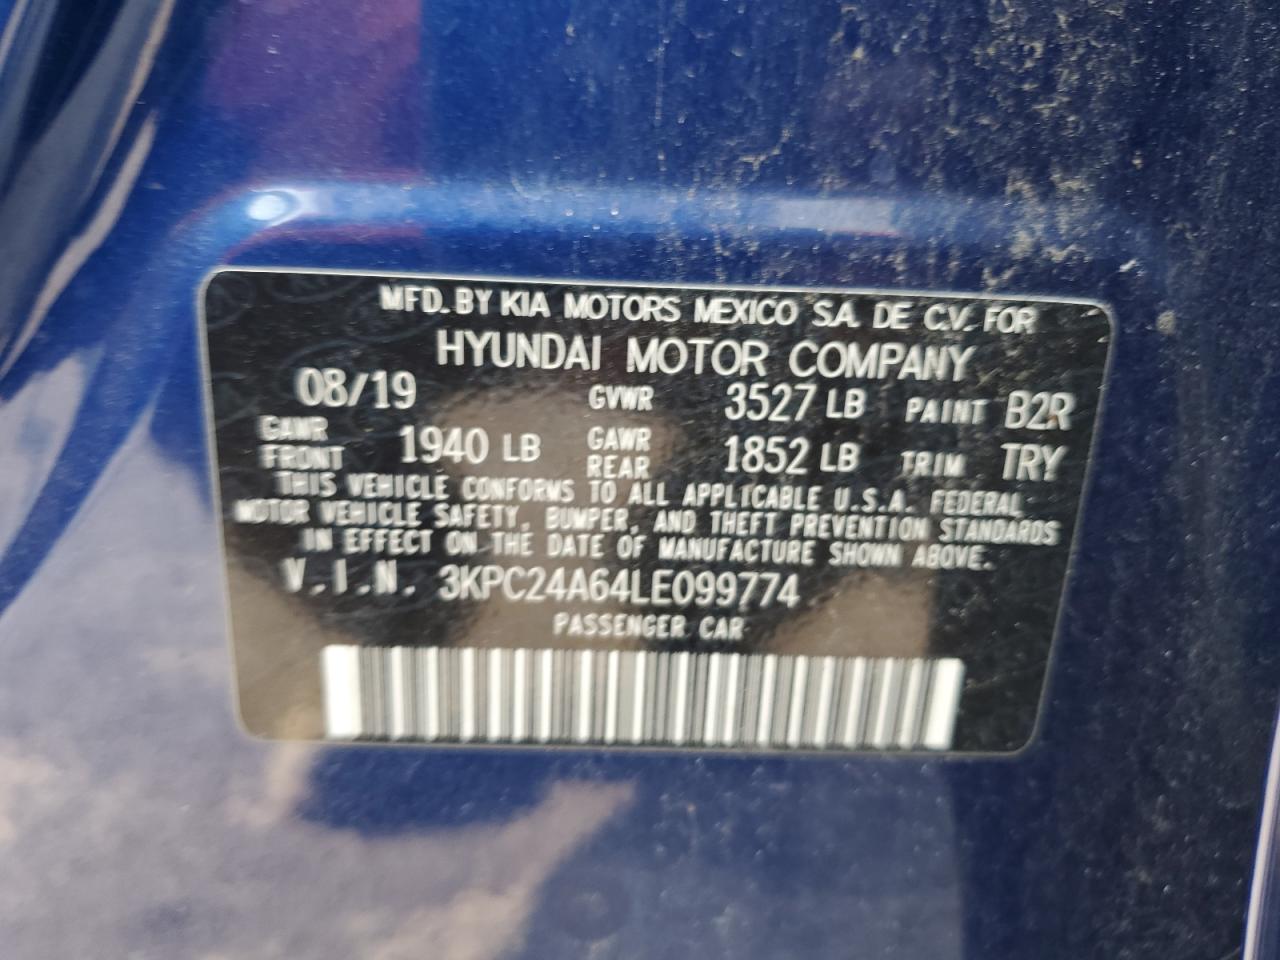 MFD. BY KIA MOTORS MEXICO S.A. DE C.V. FOR
HYUNDAI MOTOR COMPANY
08/19 GVWR 3527 LB PAINT B2R
GAWR FRONT 1940 LB GAWR REAR 1852 LB TRIM TRY
THIS VEHICLE CONFORMS TO ALL APPLICABLE U.S.A. FEDERAL
MOTOR VEHICLE SAFETY, BUMPER, AND THEFT PREVENTION STANDARDS
IN EFFECT ON THE DATE OF MANUFACTURE SHOWN ABOVE.
V.I.N. 3KPC24A64LE099774
PASSENGER CAR